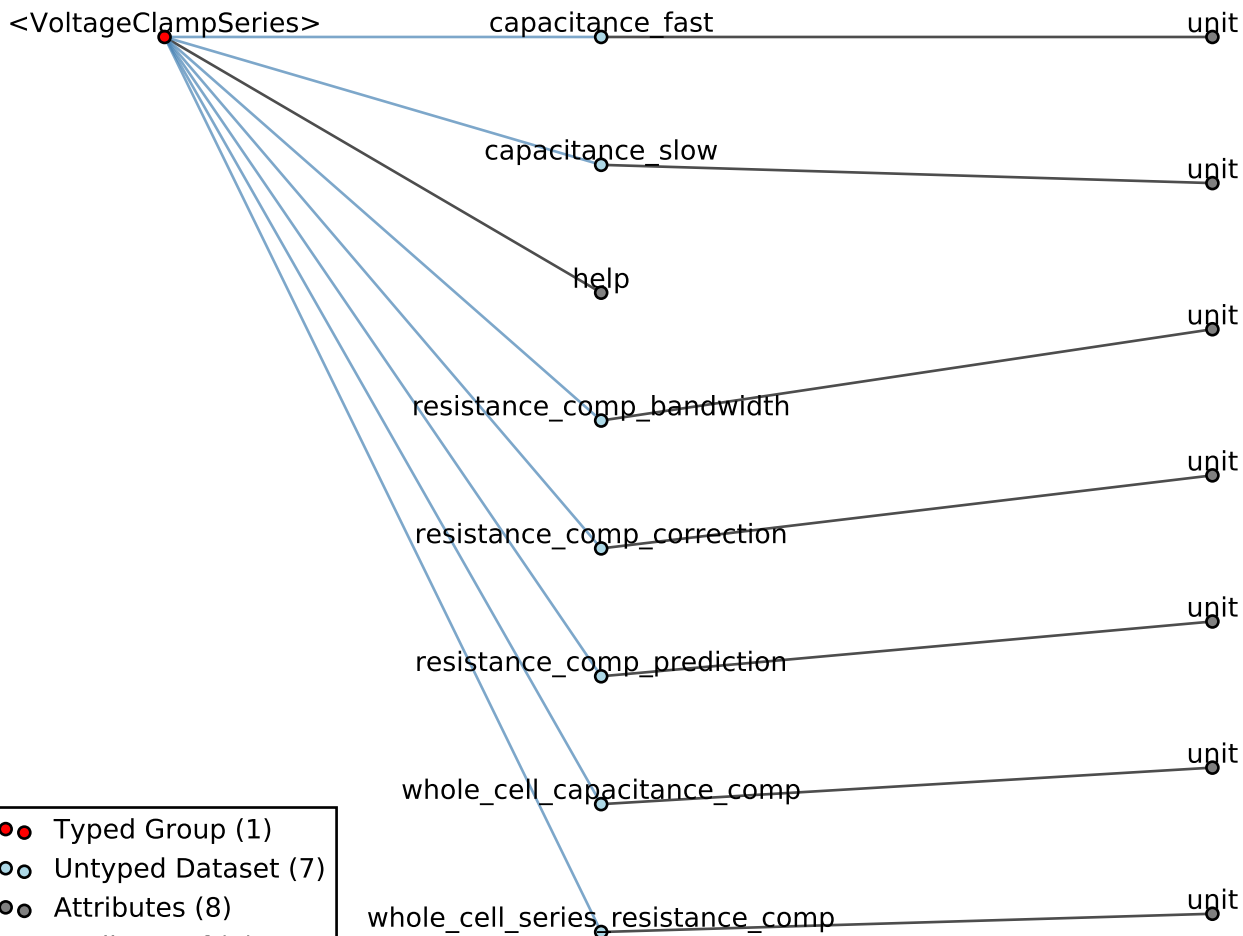 <VoltageClampSeries>
capacitance_fast
unit
capacitance_slow
unit
help
unit
resistance_comp_bandwidth
unit
resistance_comp_correction
unit
resistance_comp_prediction
unit
whole_cell_capacitance_comp
Typed Group (1)
Untyped Dataset (7)
Attributes (8)
unit
whole_cell_series_resistance_comp